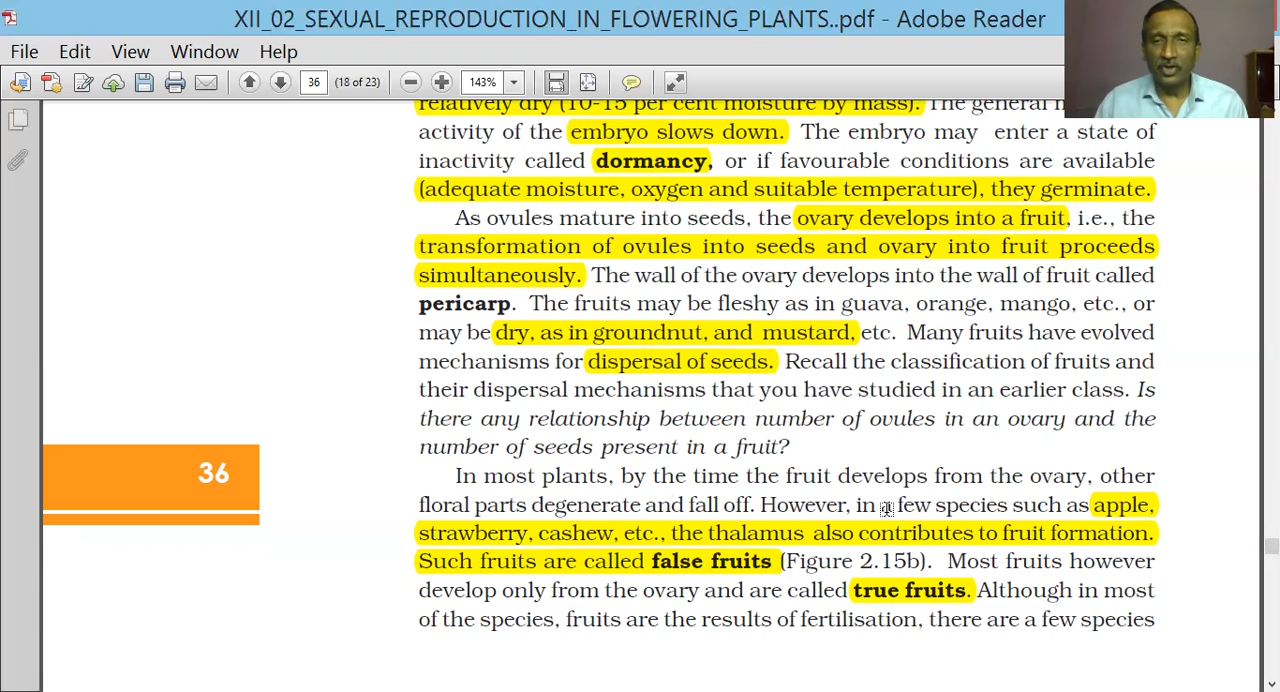 XII_02_SEXUAL_REPRODUCTION_IN_FLOWERING_PLANTS..pdf - Adobe Reader
File Edit View Window Help
36 (18 of 23) 143%
relatively dry (10-15 per cent moisture by mass). The general
activity of the embryo slows down. The embryo may enter a state of
inactivity called dormancy, or if favourable conditions are available
(adequate moisture, oxygen and suitable temperature), they germinate.
As ovules mature into seeds, the ovary develops into a fruit, i.e., the
transformation of ovules into seeds and ovary into fruit proceeds
simultaneously. The wall of the ovary develops into the wall of fruit called
pericarp. The fruits may be fleshy as in guava, orange, mango, etc., or
may be dry, as in groundnut, and mustard, etc. Many fruits have evolved
mechanisms for dispersal of seeds. Recall the classification of fruits and
their dispersal mechanisms that you have studied in an earlier class. Is
there any relationship between number of ovules in an ovary and the
number of seeds present in a fruit?
36
In most plants, by the time the fruit develops from the ovary, other
floral parts degenerate and fall off. However, in a few species such as apple,
strawberry, cashew, etc., the thalamus also contributes to fruit formation.
Such fruits are called false fruits (Figure 2.15b). Most fruits however
develop only from the ovary and are called true fruits. Although in most
of the species, fruits are the results of fertilisation, there are a few species